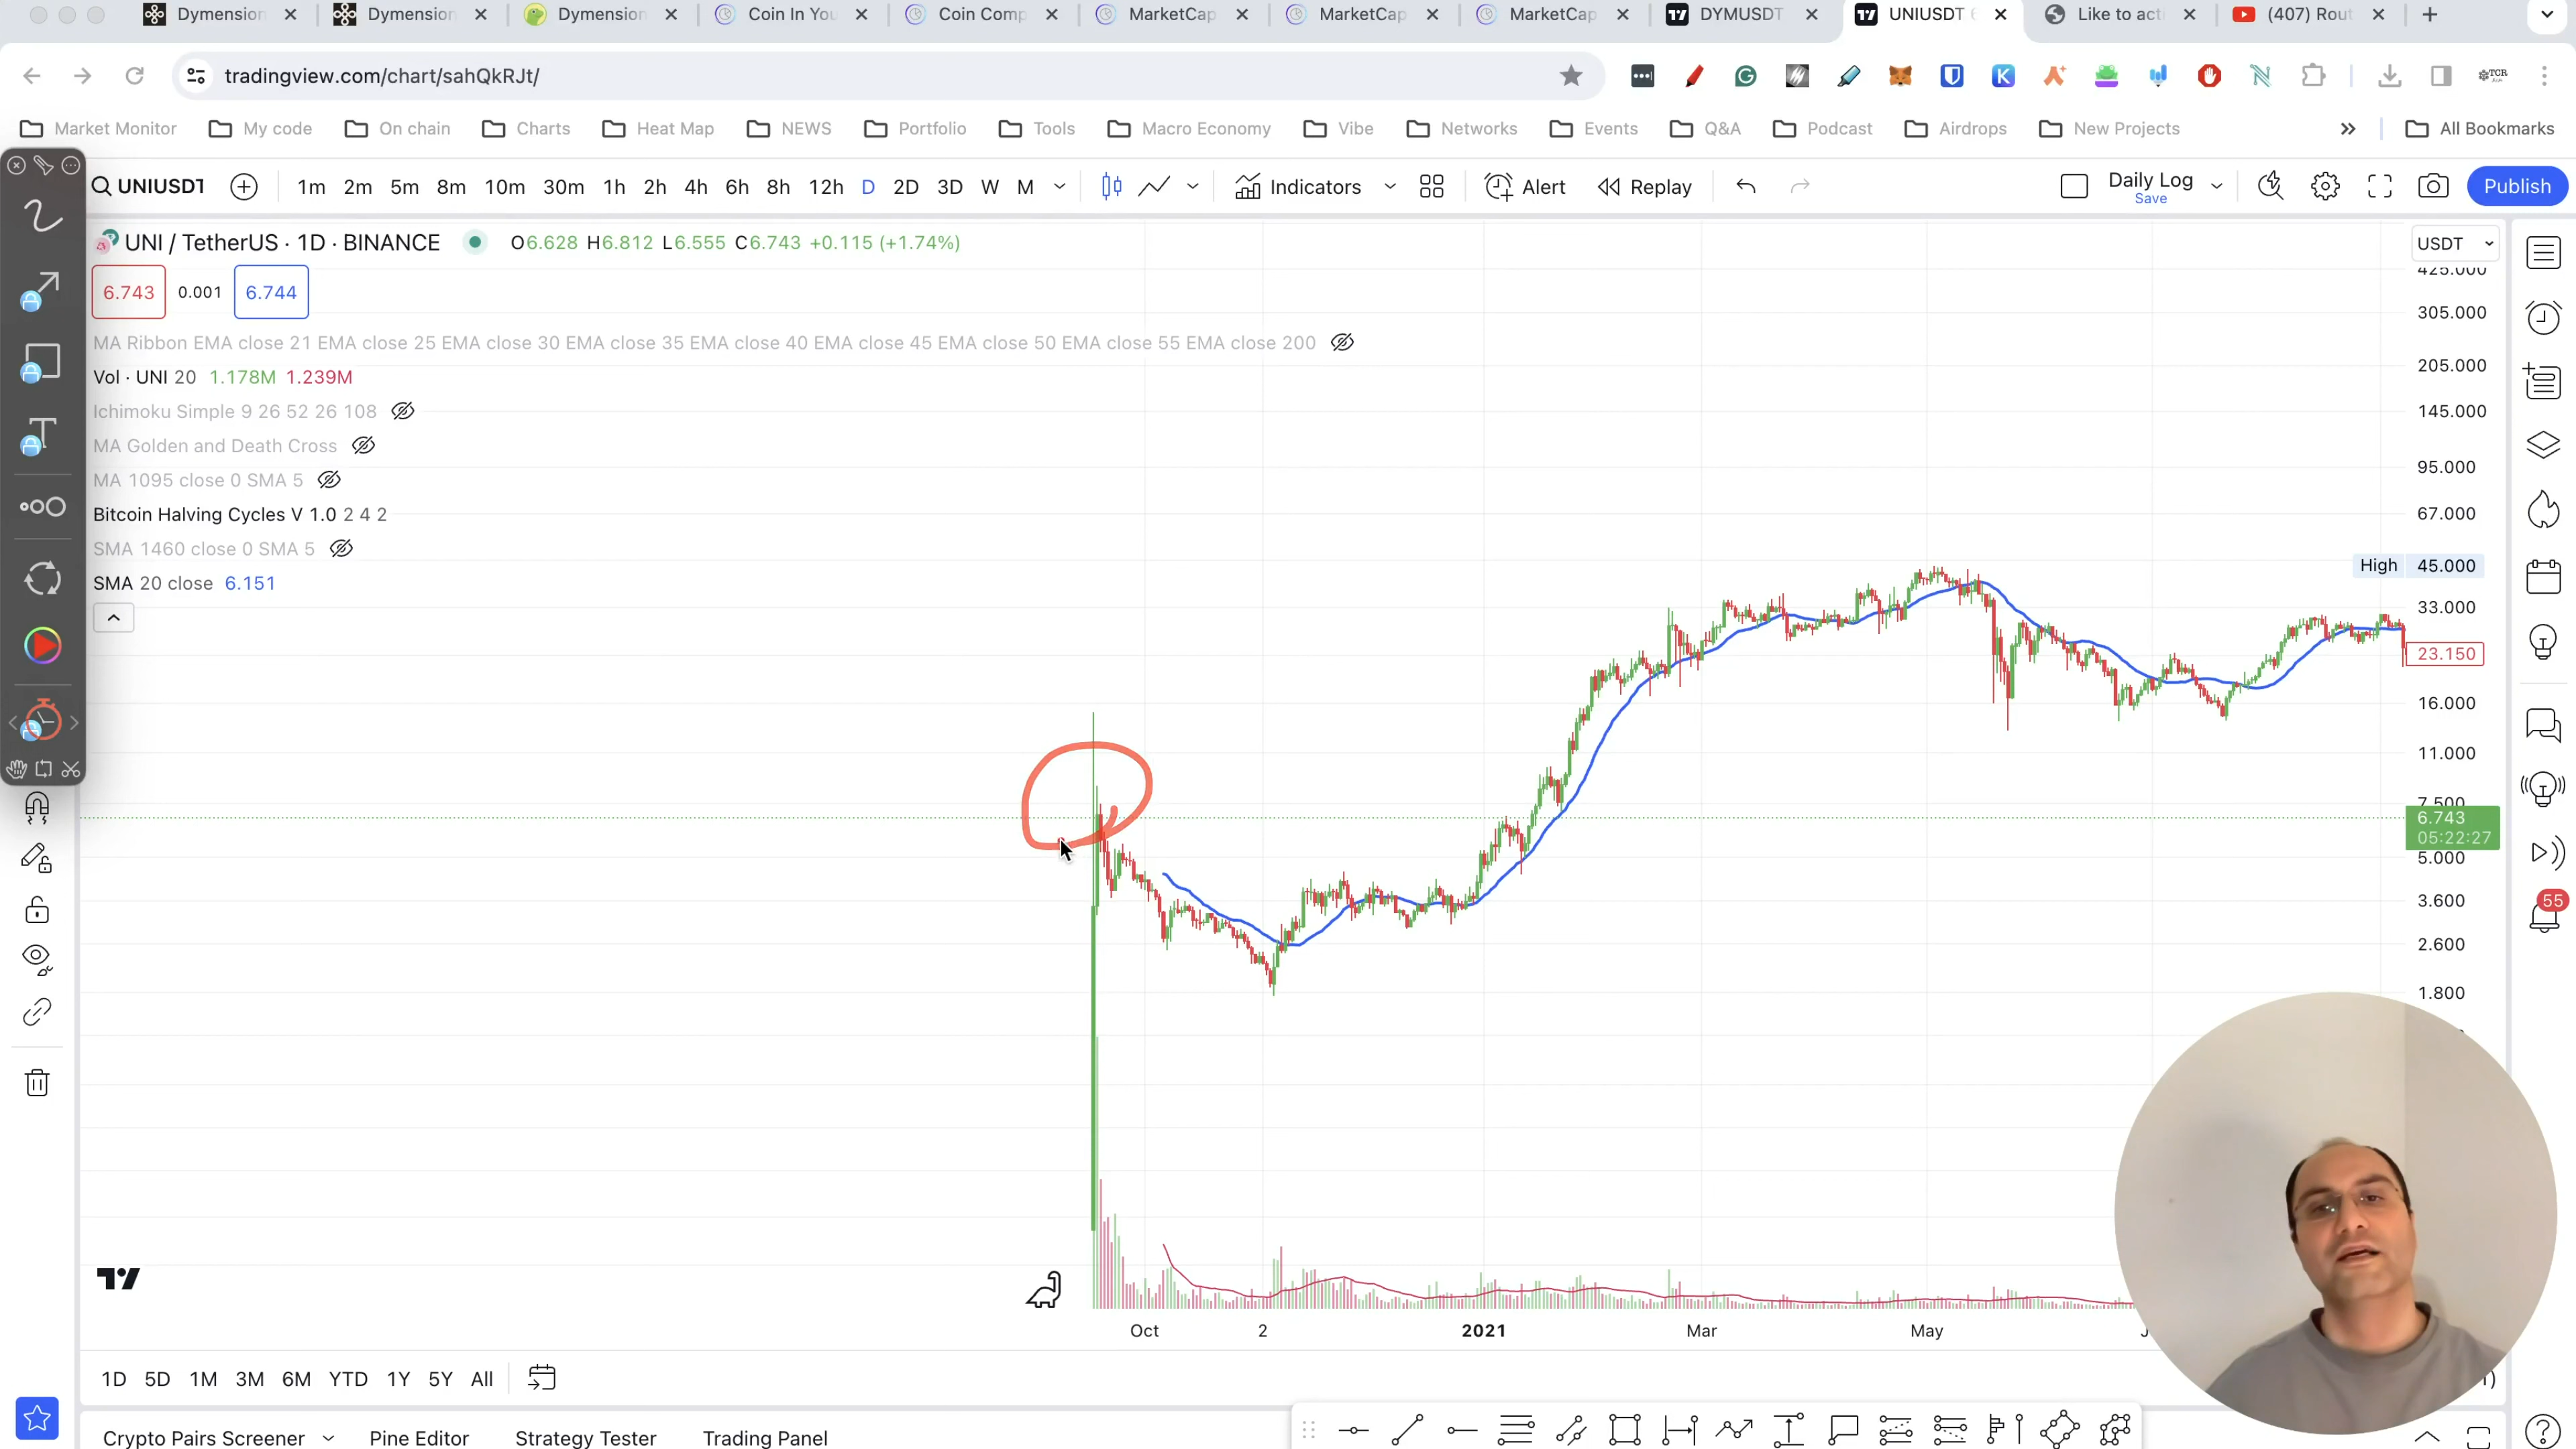 Dymension
Dymension
Dymension
Coin In You
Coin Comp
MarketCap
MarketCap
MarketCap
DYMUSDT
UNIUSDT 6
Like to act
(407) Rout
tradingview.com/chart/sahQkRJt/
Market Monitor
My code
On chain
Charts
Heat Map
NEWS
Portfolio
Tools
Macro Economy
Vibe
Networks
Events
Q&A
Podcast
Airdrops
New Projects
All Bookmarks
UNIUSDT
1m 2m 5m 8m 10m 30m 1h 2h 4h 6h 8h 12h D 2D 3D W M
Indicators
Alert
Replay
Daily Log
Save
Publish
UNI / TetherUS · 1D · BINANCE
O6.628 H6.812 L6.555 C6.743 +0.115 (+1.74%)
USDT
6.743 0.001 6.744
MA Ribbon EMA close 21 EMA close 25 EMA close 30 EMA close 35 EMA close 40 EMA close 45 EMA close 50 EMA close 55 EMA close 200
Vol · UNI 20 1.178M 1.239M
Ichimoku Simple 9 26 52 26 108
MA Golden and Death Cross
MA 1095 close 0 SMA 5
Bitcoin Halving Cycles V 1.0 2 4 2
SMA 1460 close 0 SMA 5
SMA 20 close 6.151
425.000
305.000
205.000
145.000
95.000
67.000
High 45.000
33.000
23.150
16.000
11.000
7.500
6.743
05:22:27
5.000
3.600
2.600
1.800
55
Oct
2
2021
Mar
May
1D 5D 1M 3M 6M YTD 1Y 5Y All
Crypto Pairs Screener
Pine Editor
Strategy Tester
Trading Panel